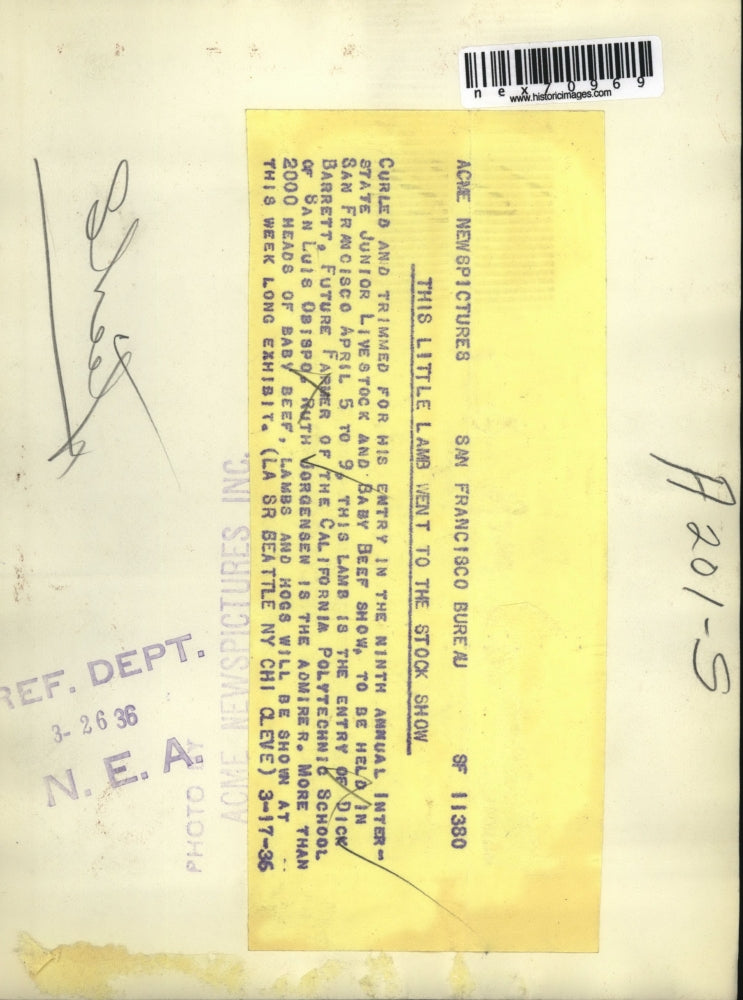 nex70969
www.historicimages.com
ACME NEWSPICTURES SAN FRANCISCO BUREAU SF 11380
THIS LITTLE LAMB WENT TO THE STOCK SHOW
CURLED AND TRIMMED FOR HIS ENTRY IN THE NINTH ANNUAL INTER-
STATE JUNIOR LIVESTOCK AND BABY BEEF SHOW, TO BE HELD IN
SAN FRANCISCO APRIL 5 TO 9, THIS LAMB IS THE ENTRY OF DICK
BARRETT, FUTURE FARMER OF THE CALIFORNIA POLYTECHNIC SCHOOL
OF SAN LUIS OBISPO. RUTH JORGENSEN IS THE ADMIRER. MORE THAN
2000 HEADS OF BABY BEEF, LAMBS AND HOGS WILL BE SHOWN AT
THIS WEEK LONG EXHIBIT. (LA SR SEATTLE NY CHI CLEVE) 3-17-36
A201-S
PHOTO BY
ACME NEWSPICTURES INC.
REF. DEPT.
3-26 36
N. E. A.